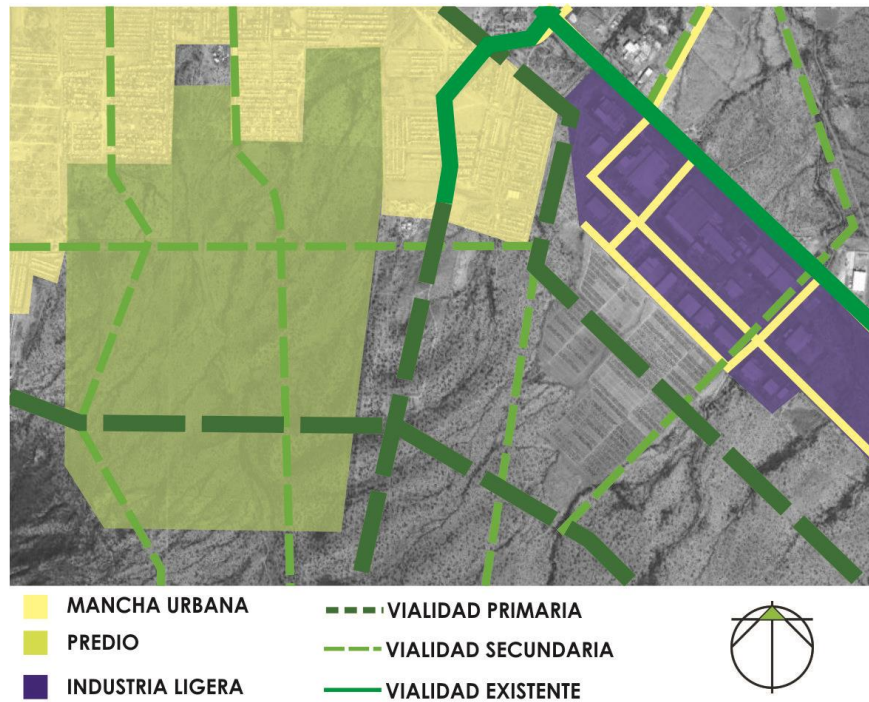 MANCHA URBANA
PREDIO
INDUSTRIA LIGERA
VIALIDAD PRIMARIA
VIALIDAD SECUNDARIA
VIALIDAD EXISTENTE